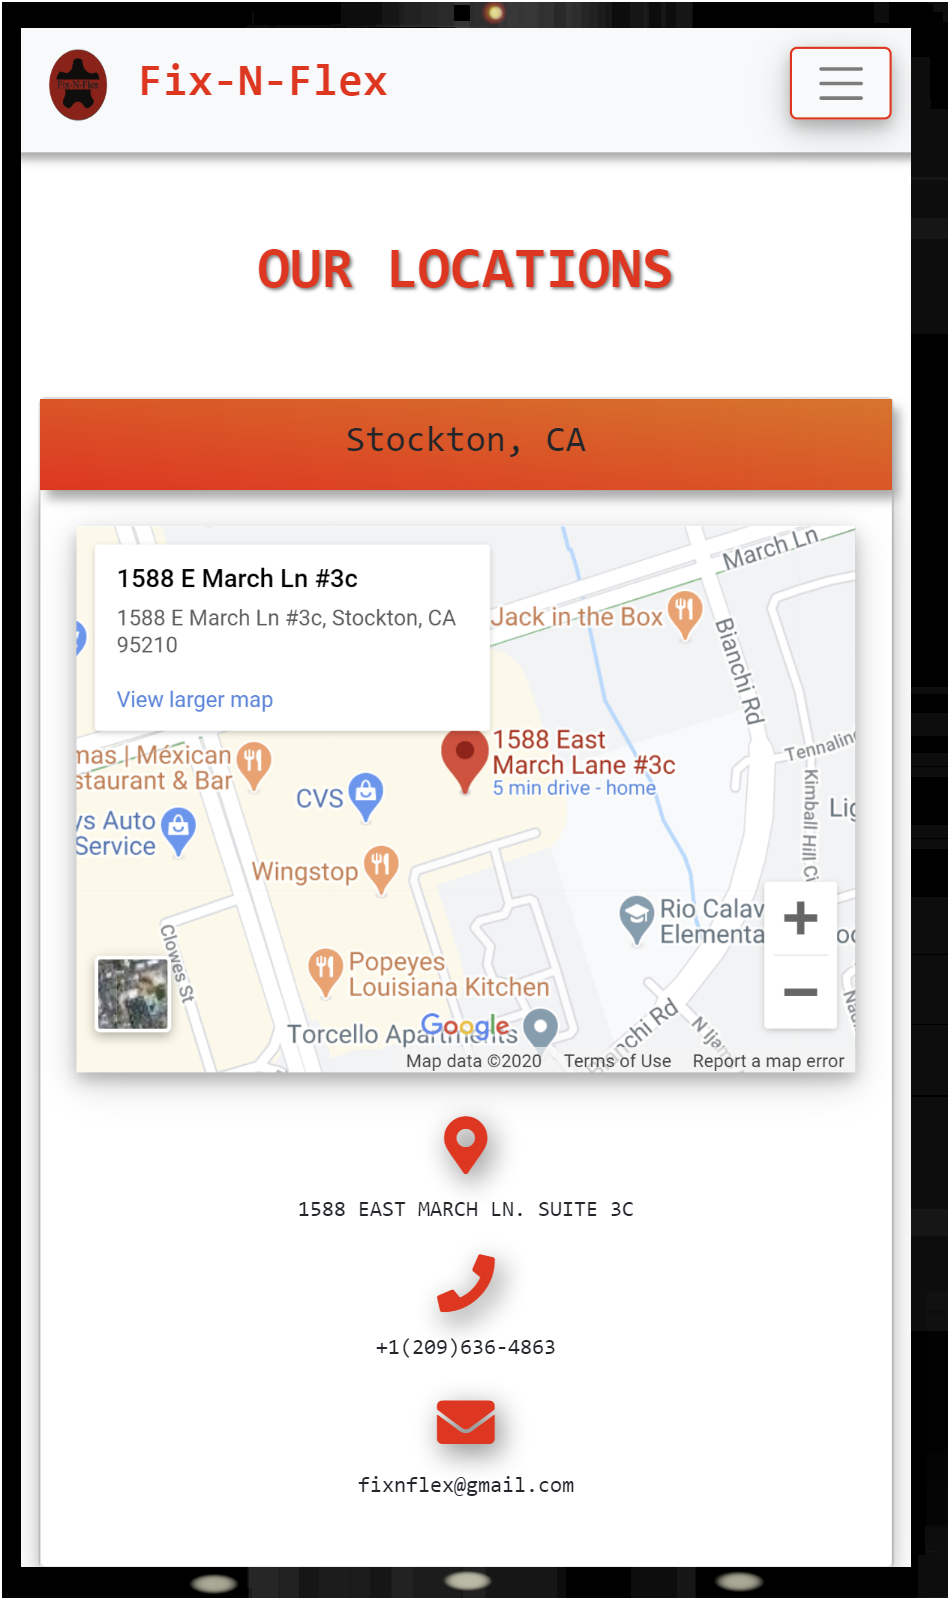 Fix-N-Flex
Fix-N-Flex
OUR LOCATIONS
Stockton, CA
1588 E March Ln #3c
1588 E March Ln #3c, Stockton, CA
95210
View larger map
March Ln
Jack in the Box
Bianchi Rd
1588 East
March Lane #3c
5 min drive - home
mas | Mexican
staurant & Bar
CVS
ys Auto
Service
Wingstop
Kimball Hill Ci
Lig
Rio Calav
Elementa
Clowes St
Popeyes
Louisiana Kitchen
Google
Torcello Apartments
Bianchi Rd
Map data ©2020 Terms of Use Report a map error
1588 EAST MARCH LN. SUITE 3C
+1(209)636-4863
fixnflex@gmail.com